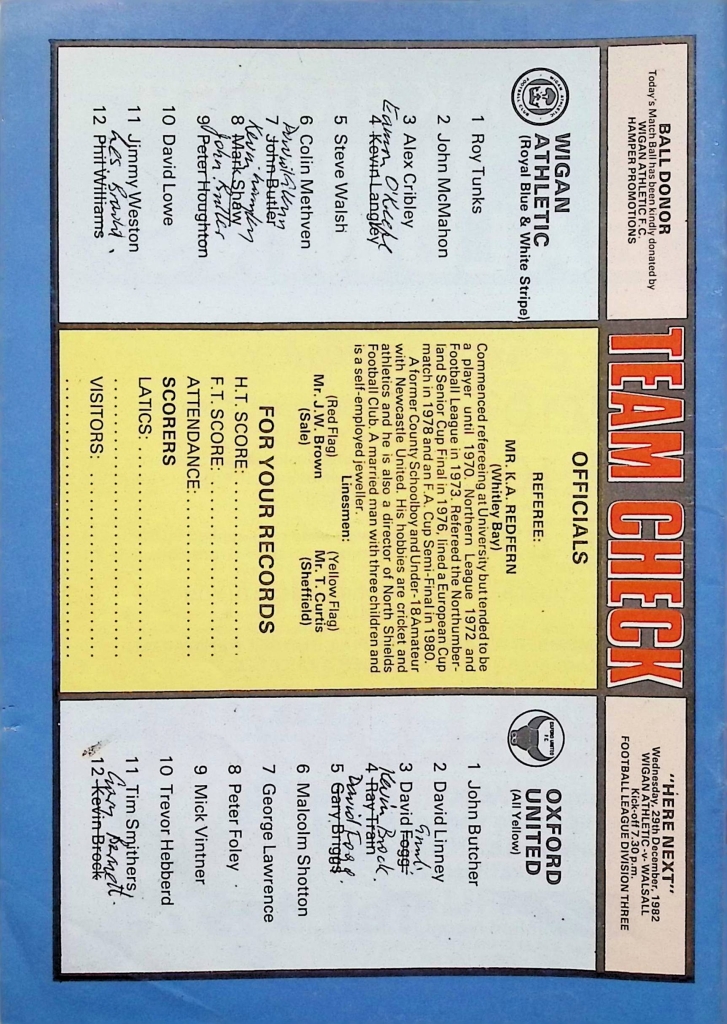 BALL DONOR
Today's Match Ball has been kindly donated by
WIGAN ATHLETIC F.C.
HAMPER PROMOTIONS
TEAM CHECK
"HERE NEXT"
Wednesday, 29th December, 1982
WIGAN ATHLETIC -v- WALSALL
Kick-off 7.30 p.m.
FOOTBALL LEAGUE DIVISION THREE
WIGAN
ATHLETIC
(Royal Blue & White Stripe)
1 Roy Tunks
2 John McMahon
3 Alex Cribley
Eamon O'Keefe
4 Kevin Langley
5 Steve Walsh
6 Colin Methven
David Glenn
7 John Butler
Kevin Langley
8 Mark Shaw
John Butler
9 Peter Houghton
10 David Lowe
11 Jimmy Weston
Les
12 Phil Williams
OFFICIALS
REFEREE:
MR. K.A. REDFERN
(Whitley Bay)
Commenced refereeing at University but tended to be
a player until 1970. Northern League 1972 and
Football League in 1973. Refereed the Northumber-
land Senior Cup Final in 1976, lined a European Cup
match in 1978 and an F.A. Cup Semi-Final in 1980.
A former County Schoolboy and Under-18 Amateur
with Newcastle United. His hobbies are cricket and
athletics and he is also a director of North Shields
Football Club. A married man with three children and
is a self-employed jeweller.
Linesmen:
(Red Flag)
Mr. J.W. Brown
(Sale)
(Yellow Flag)
Mr. T. Curtis
(Sheffield)
FOR YOUR RECORDS
H.T. SCORE:
F.T. SCORE:
ATTENDANCE:
SCORERS
LATICS:
VISITORS:
OXFORD UNITED F.C.
OXFORD
UNITED
(All Yellow)
1 John Butcher
2 David Linney
3 David Fogg
Kevin Brock
4 Ray Train
David Fogg
5 Gary Briggs
6 Malcolm Shotton
7 George Lawrence
8 Peter Foley
9 Mick Vintner
10 Trevor Hebberd
11 Tim Smithers
Gary Barnett
12 Kevin Brock